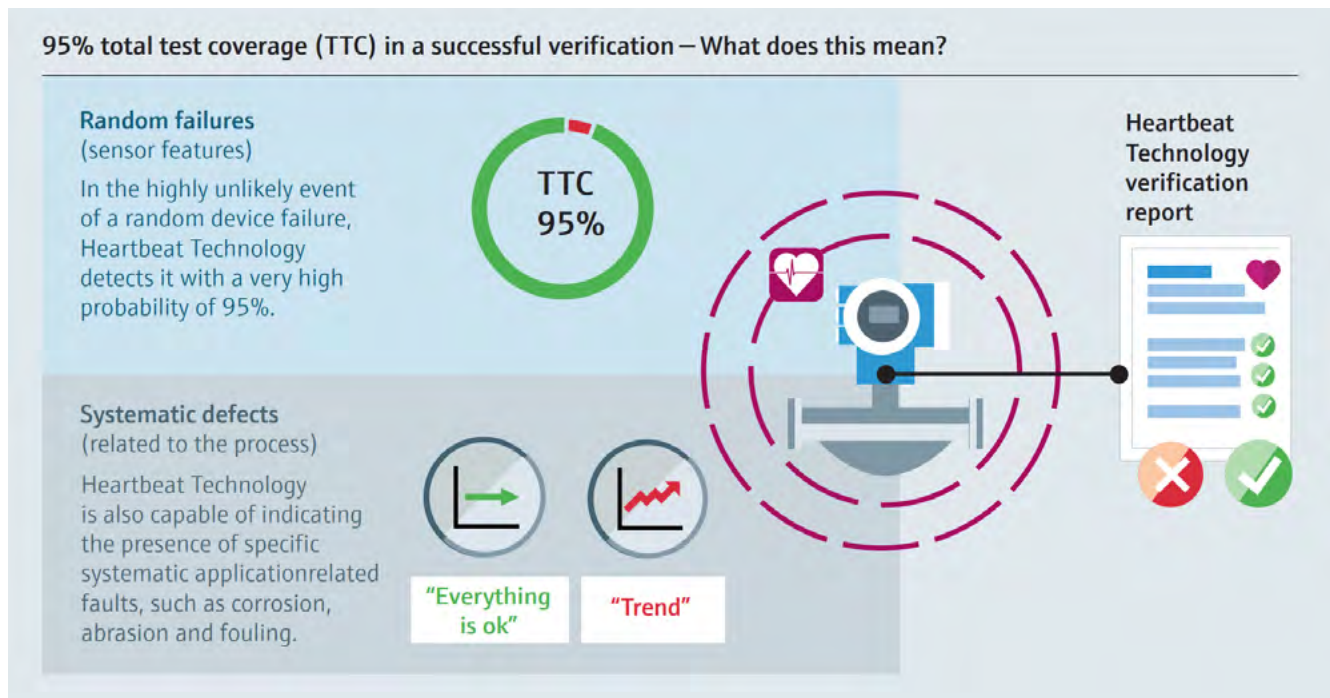 95% total test coverage (TTC) in a successful verification – What does this mean?
Random failures
(sensor features)
In the highly unlikely event
of a random device failure,
Heartbeat Technology
detects it with a very high
probability of 95%.
TTC
95%
Heartbeat
Technology
verification
report
Systematic defects
(related to the process)
Heartbeat Technology
is also capable of indicating
the presence of specific
systematic applicationrelated
faults, such as corrosion,
abrasion and fouling.
“Everything
is ok”
“Trend”